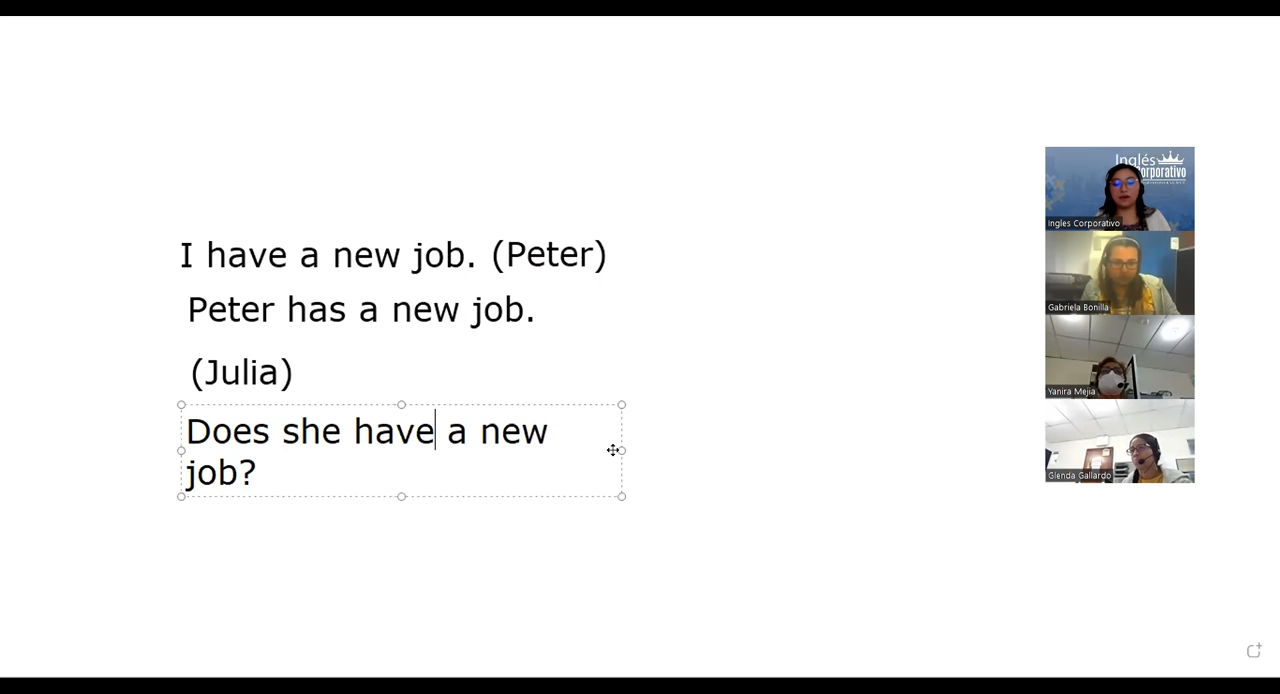 I have a new job. (Peter)
Peter has a new job.
(Julia)
Does she have a new
job?
Inglés
Corporativo
Ingles Corporativo
Gabriela Bonilla
Yanira Mejia
Glenda Gallardo